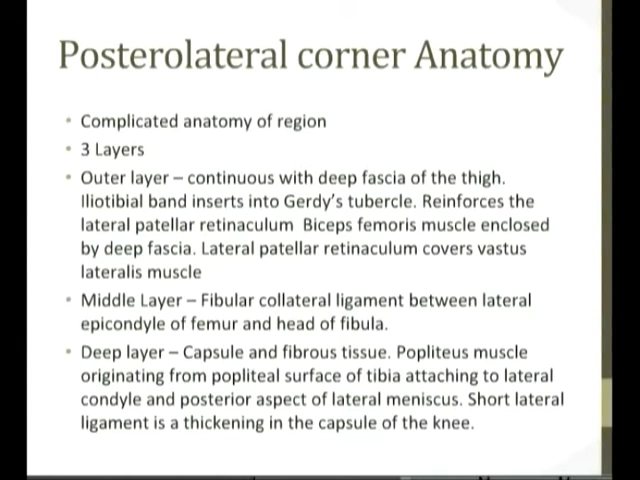 Posterolateral corner Anatomy
• Complicated anatomy of region
• 3 Layers
• Outer layer – continuous with deep fascia of the thigh.
Iliotibial band inserts into Gerdy's tubercle. Reinforces the
lateral patellar retinaculum  Biceps femoris muscle enclosed
by deep fascia. Lateral patellar retinaculum covers vastus
lateralis muscle
• Middle Layer – Fibular collateral ligament between lateral
epicondyle of femur and head of fibula.
• Deep layer – Capsule and fibrous tissue. Popliteus muscle
originating from popliteal surface of tibia attaching to lateral
condyle and posterior aspect of lateral meniscus. Short lateral
ligament is a thickening in the capsule of the knee.